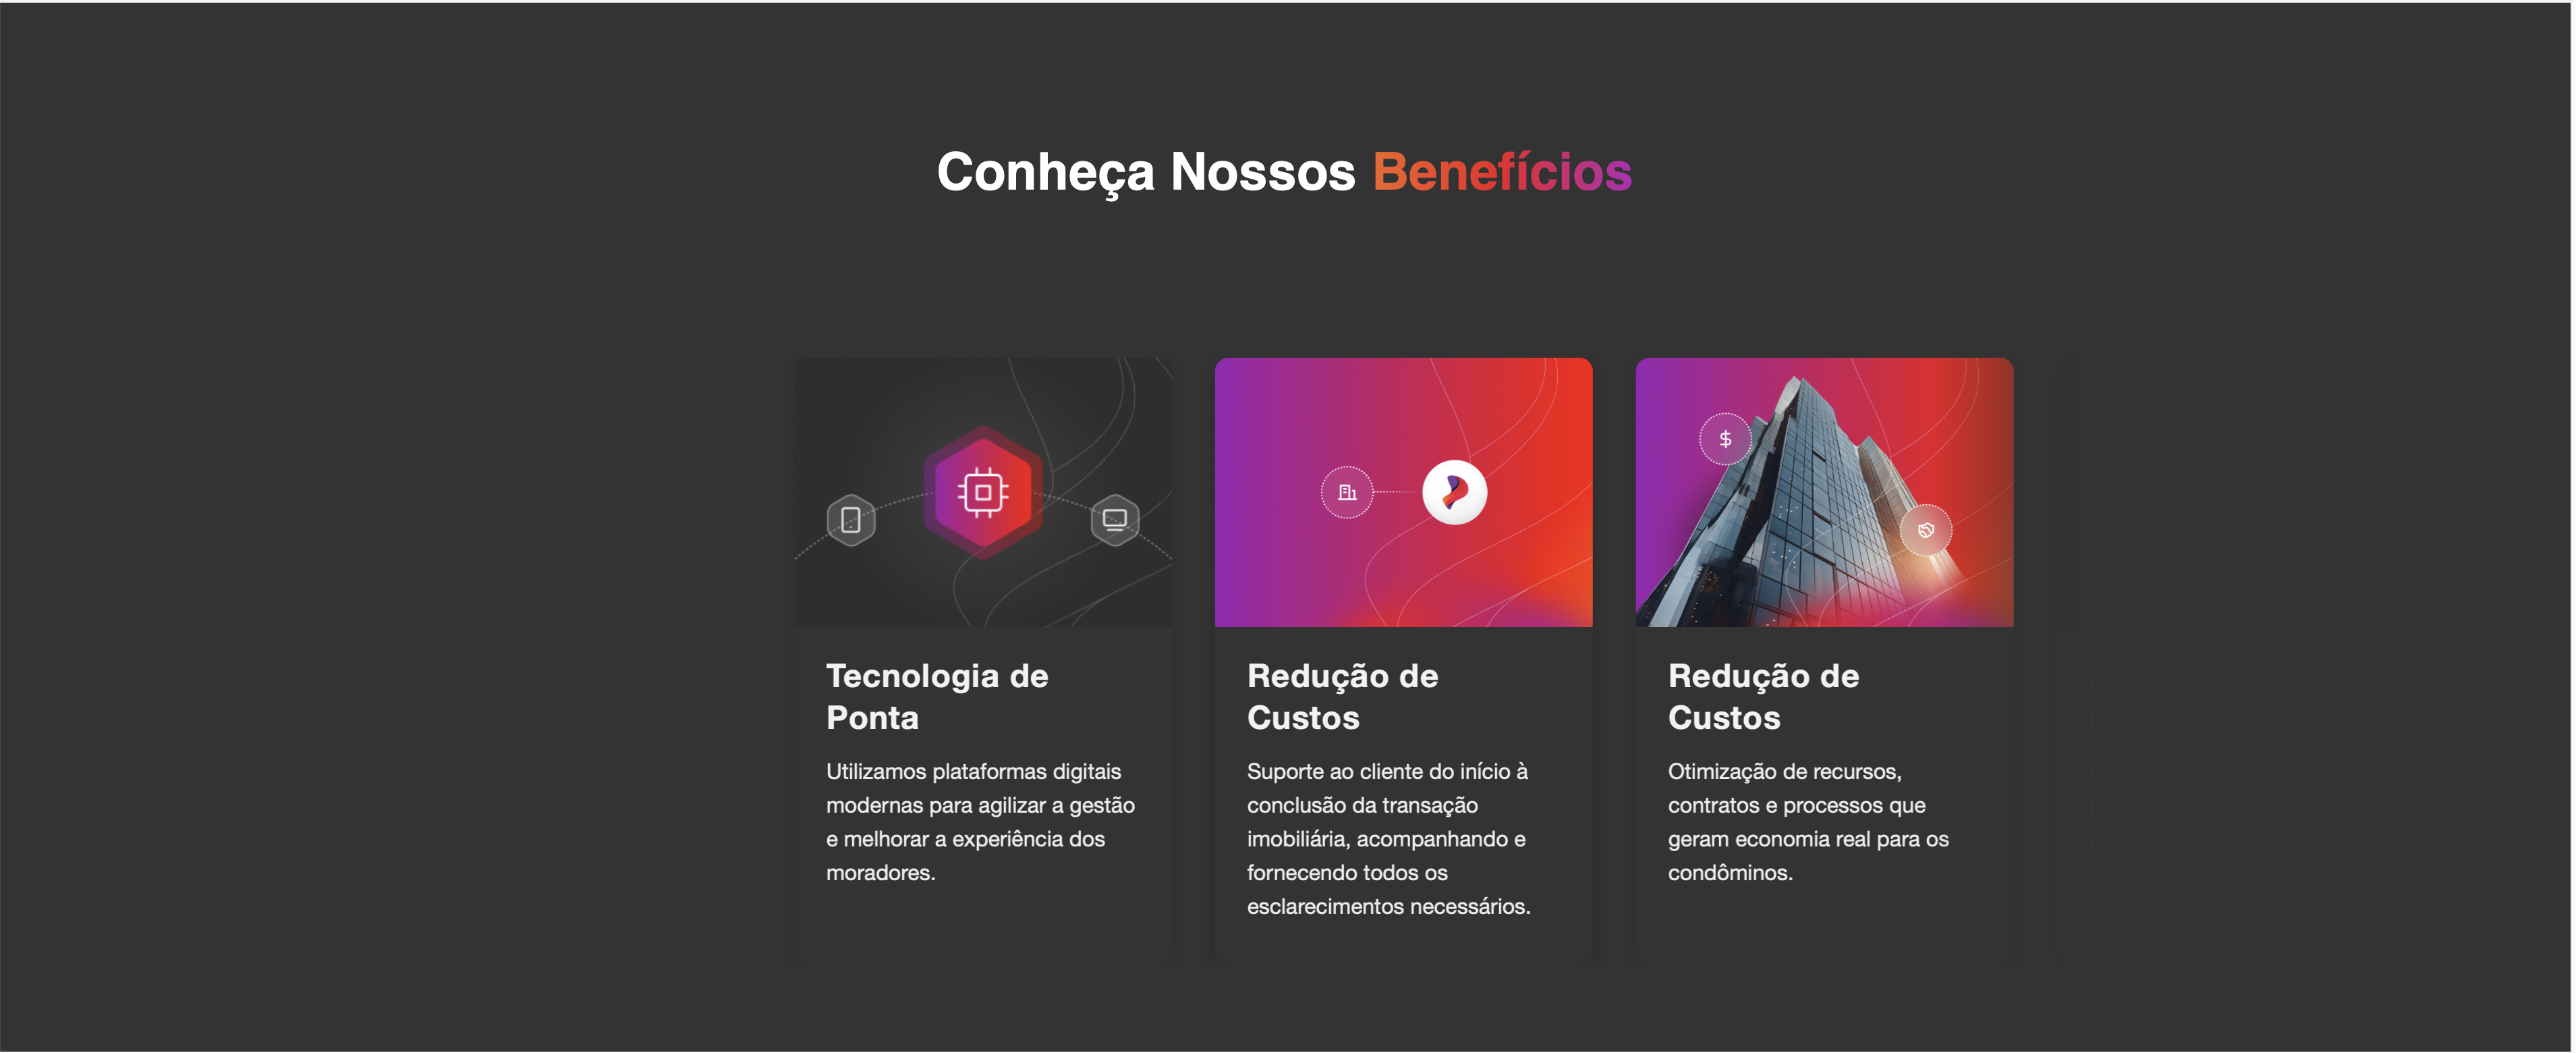 Conheça Nossos Benefícios
Tecnologia de
Ponta
Utilizamos plataformas digitais
modernas para agilizar a gestão
e melhorar a experiência dos
moradores.
Redução de
Custos
Suporte ao cliente do início à
conclusão da transação
imobiliária, acompanhando e
fornecendo todos os
esclarecimentos necessários.
$
Redução de
Custos
Otimização de recursos,
contratos e processos que
geram economia real para os
condôminos.